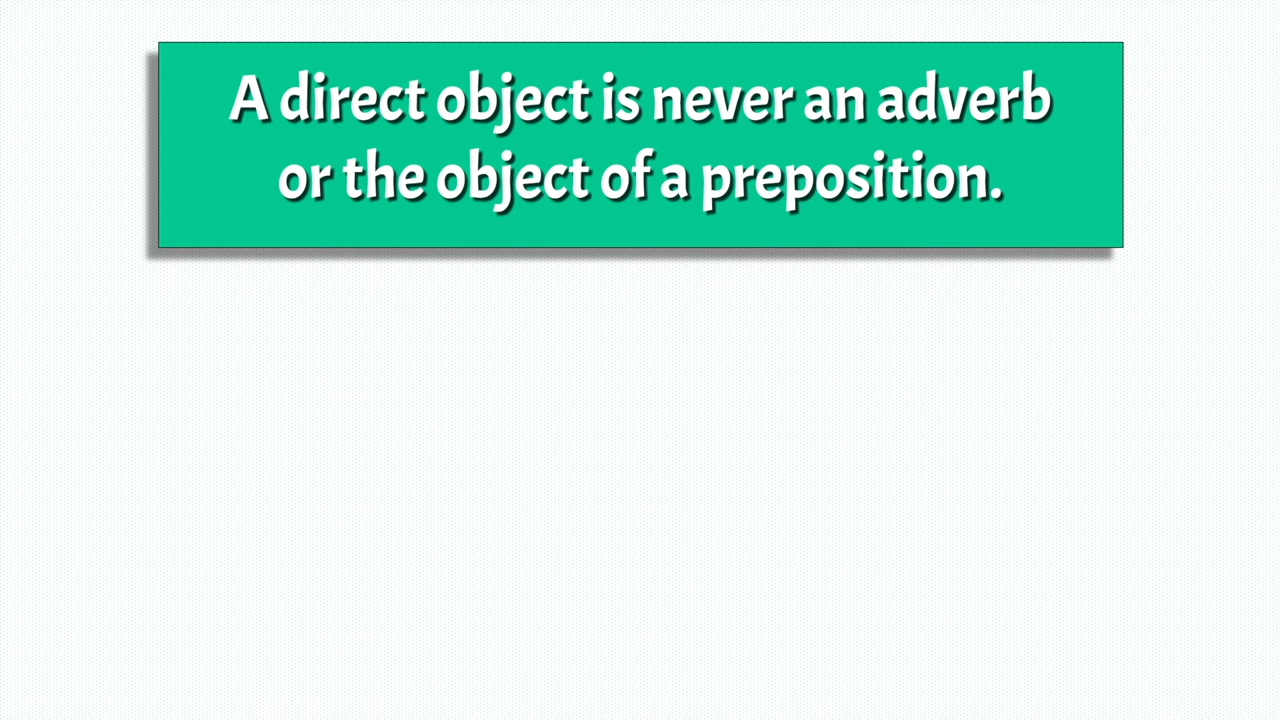 A direct object is never an adverb
or the object of a preposition.